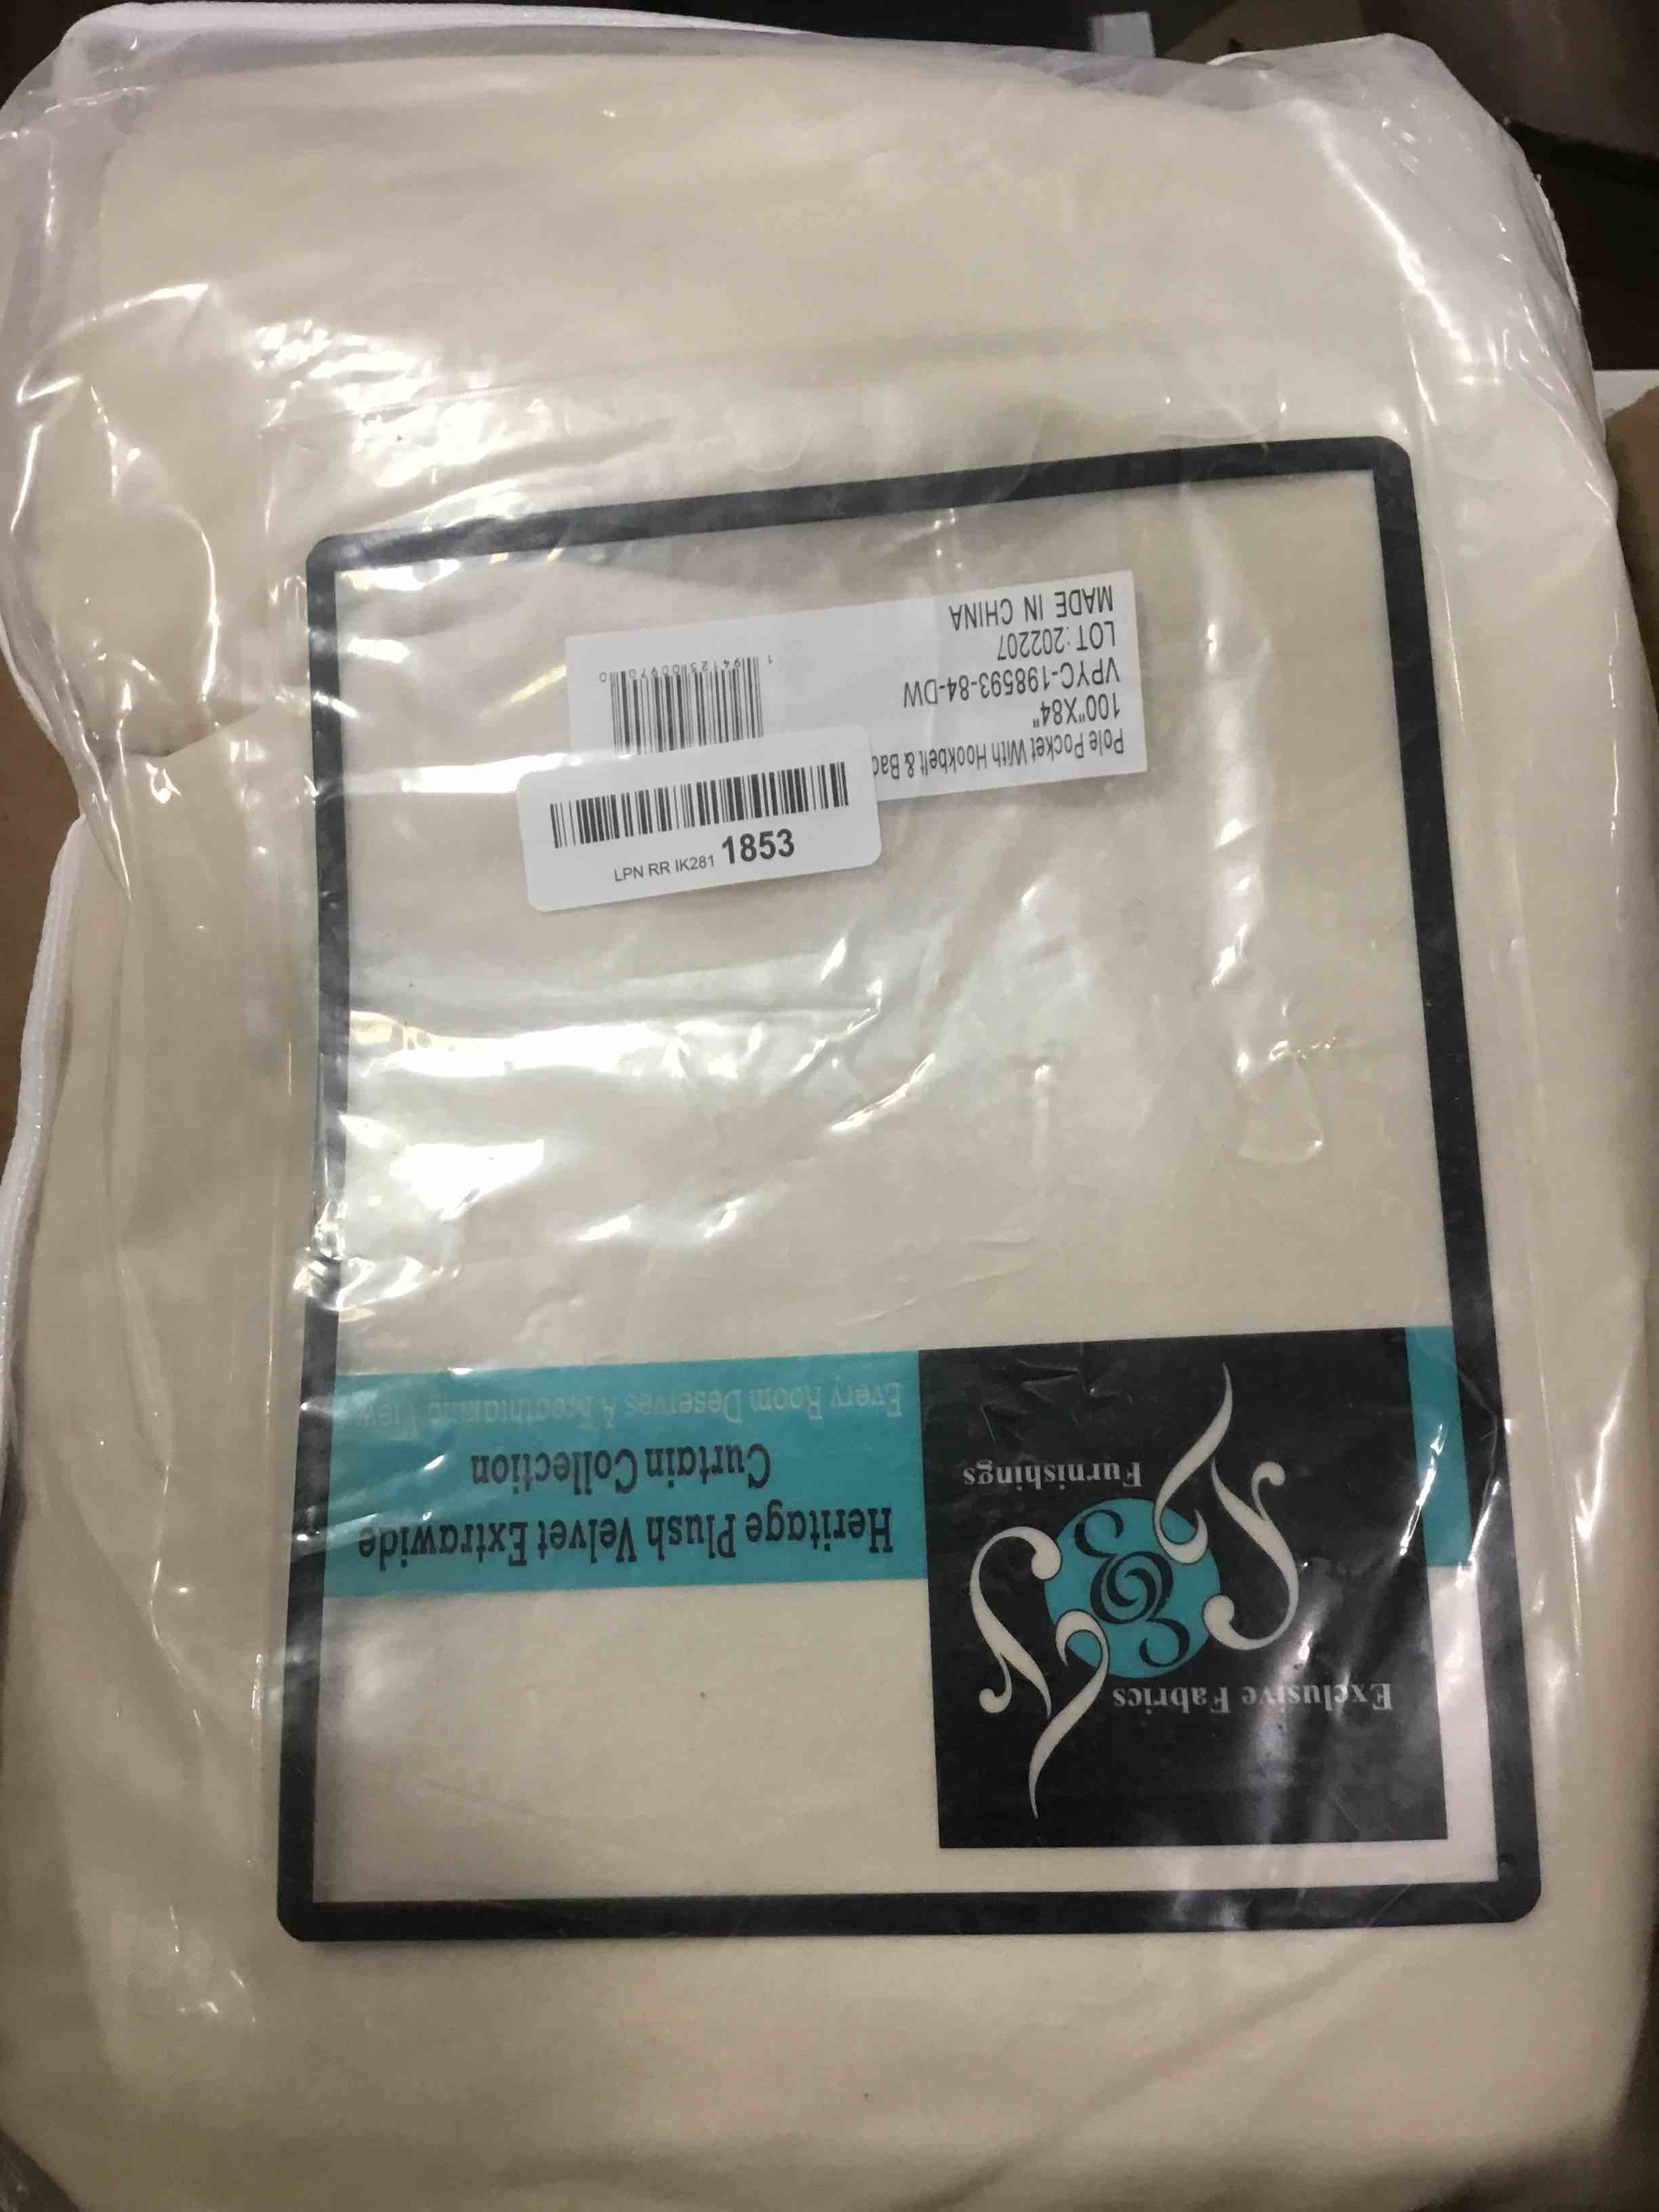 Exclusive Fabrics
&
Furnishings
Heritage Plush Velvet Extrawide
Curtain Collection
Every Room Deserves A Breathtaking View
Pole Pocket With Hookbelt & Bac
100"X84"
VPYC-198593-84-DW
LOT:202207
MADE IN CHINA
LPN RR IK281 1853